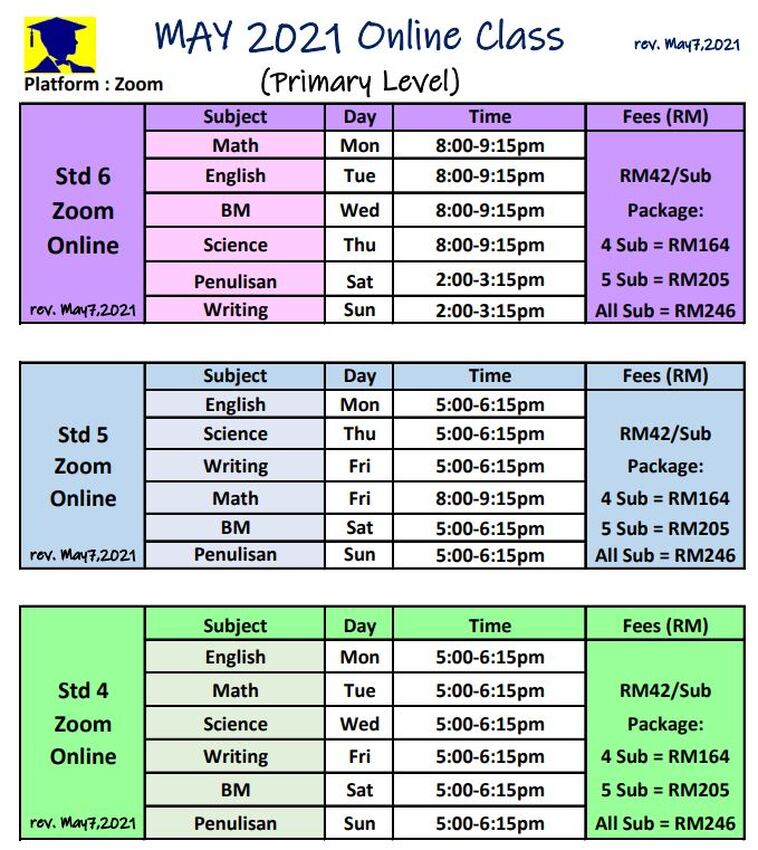 MAY 2021 Online Class
rev. May7,2021
Platform : Zoom
(Primary Level)
Std 6
Zoom
Online
rev. May7,2021
Subject Day Time Fees (RM)
Math Mon 8:00-9:15pm
English Tue 8:00-9:15pm RM42/Sub
BM Wed 8:00-9:15pm Package:
Science Thu 8:00-9:15pm 4 Sub = RM164
Penulisan Sat 2:00-3:15pm 5 Sub = RM205
Writing Sun 2:00-3:15pm All Sub = RM246
Std 5
Zoom
Online
rev. May7,2021
Subject Day Time Fees (RM)
English Mon 5:00-6:15pm
Science Thu 5:00-6:15pm RM42/Sub
Writing Fri 5:00-6:15pm Package:
Math Fri 8:00-9:15pm 4 Sub = RM164
BM Sat 5:00-6:15pm 5 Sub = RM205
Penulisan Sun 5:00-6:15pm All Sub = RM246
Std 4
Zoom
Online
rev. May7,2021
Subject Day Time Fees (RM)
English Mon 5:00-6:15pm
Math Tue 5:00-6:15pm RM42/Sub
Science Wed 5:00-6:15pm Package:
Writing Fri 5:00-6:15pm 4 Sub = RM164
BM Sat 5:00-6:15pm 5 Sub = RM205
Penulisan Sun 5:00-6:15pm All Sub = RM246